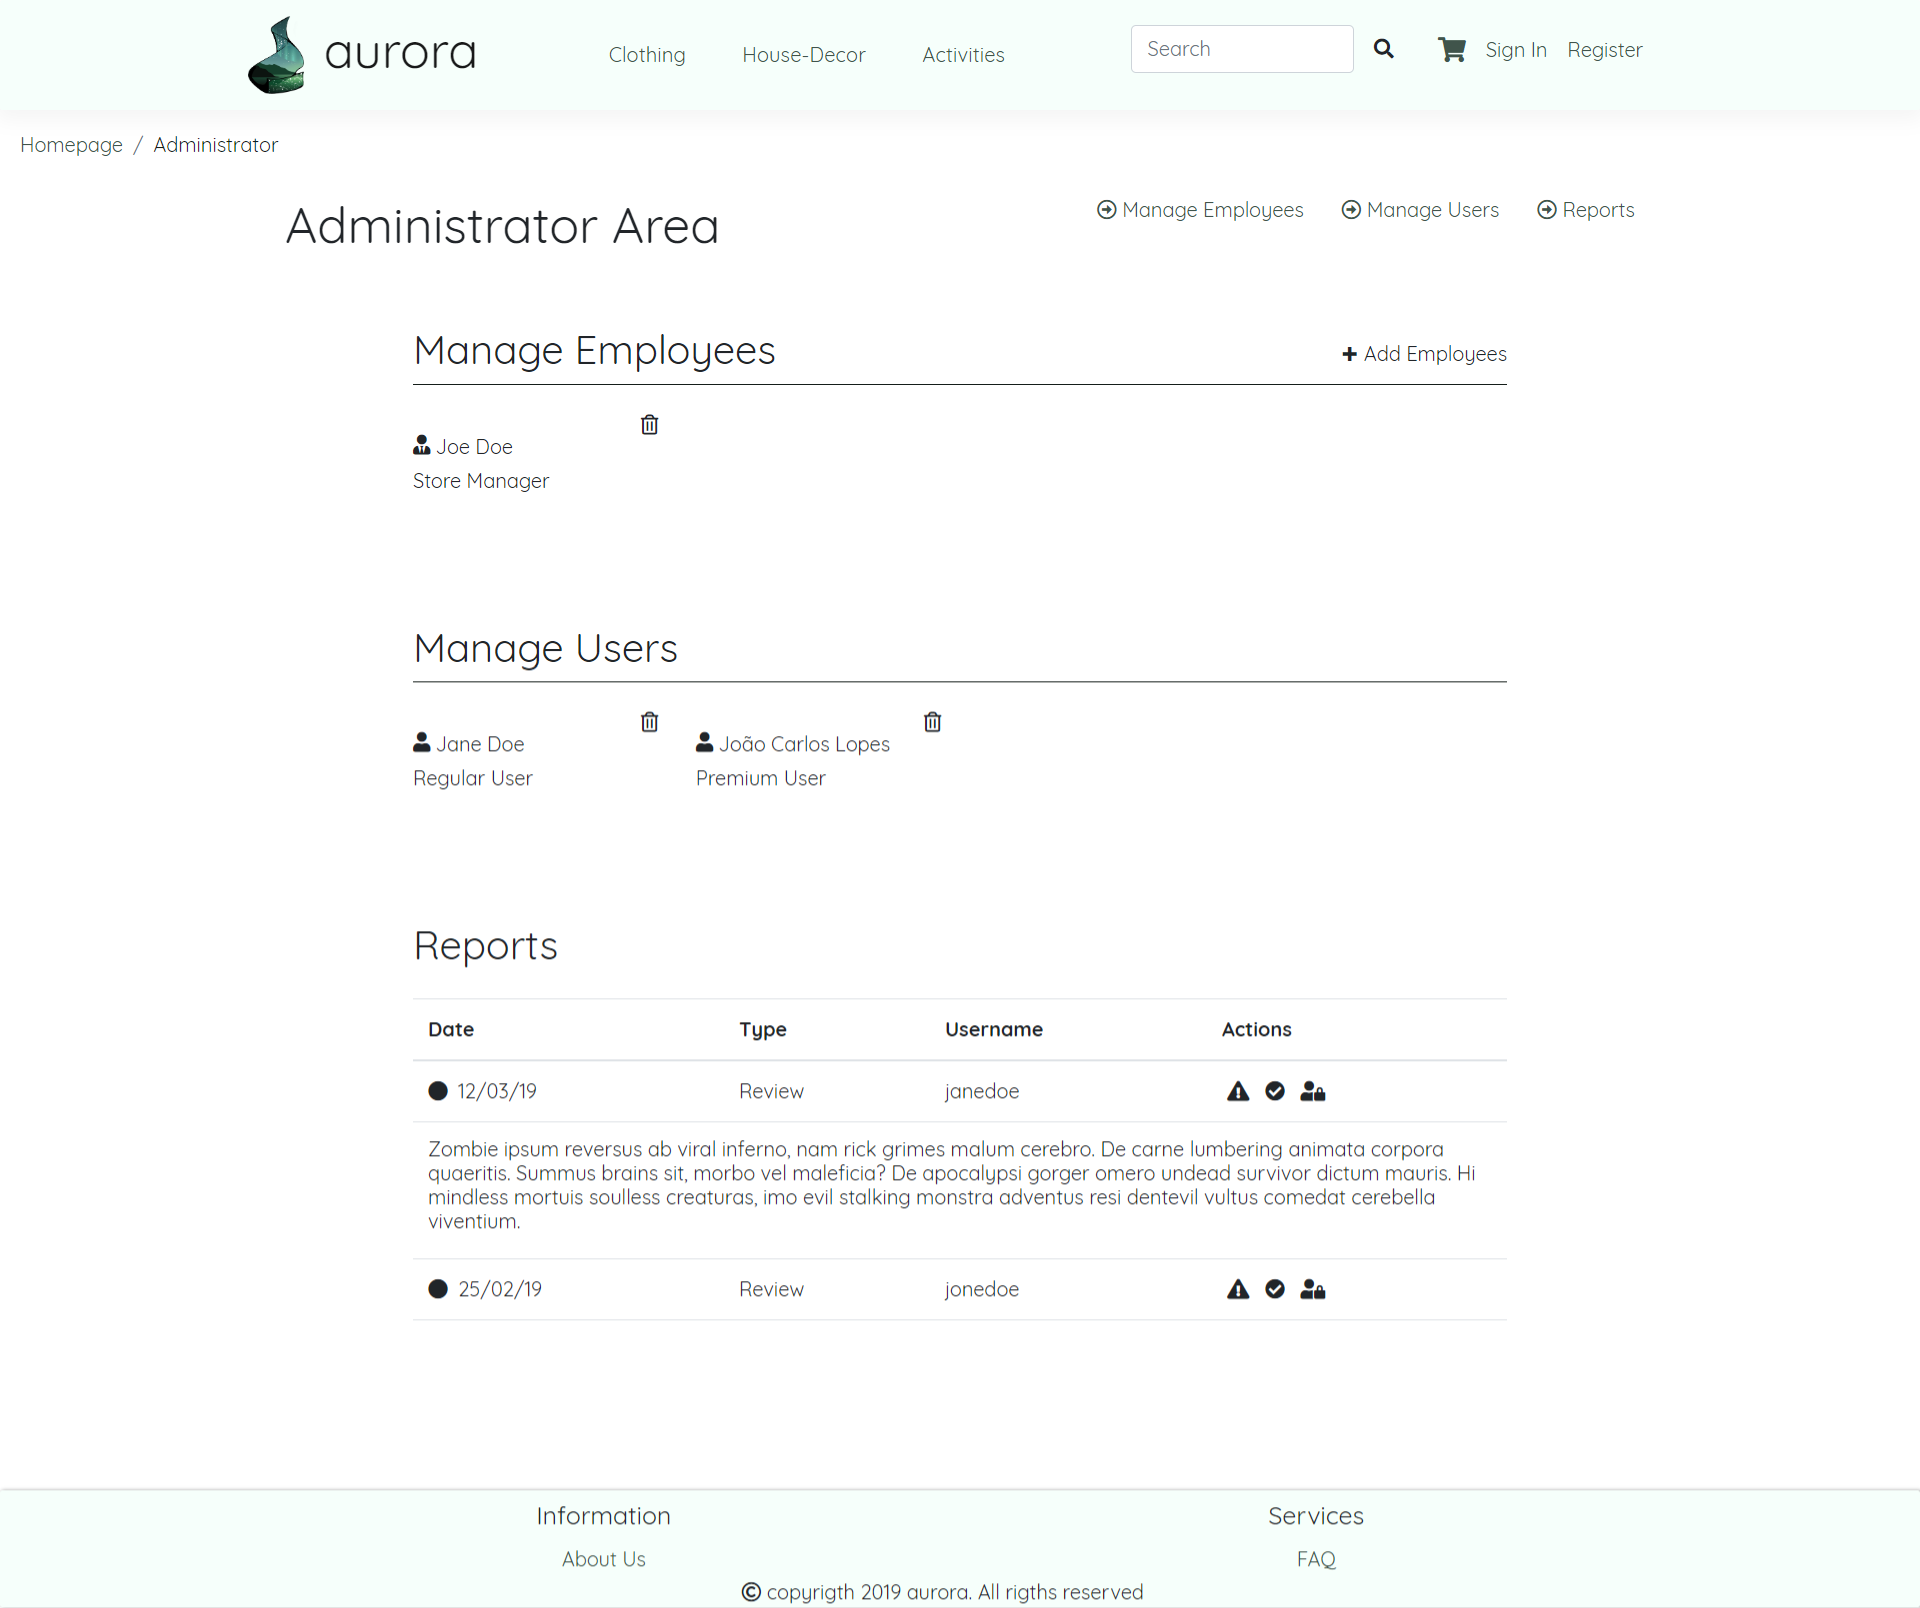 aurora
Clothing House-Decor Activities
Search
Sign In Register
Homepage / Administrator
Administrator Area
Manage Employees Manage Users Reports
Manage Employees
Add Employees
Joe Doe
Store Manager
Manage Users
Jane Doe
Regular User
João Carlos Lopes
Premium User
Reports
Date Type Username Actions
12/03/19 Review janedoe
Zombie ipsum reversus ab viral inferno, nam rick grimes malum cerebro. De carne lumbering animata corpora
quaeritis. Summus brains sit, morbo vel maleficia? De apocalypsi gorger omero undead survivor dictum mauris. Hi
mindless mortuis soulless creaturas, imo evil stalking monstra adventus resi dentevil vultus comedat cerebella
viventium.
25/02/19 Review jonedoe
Information
About Us
Services
FAQ
© copyrigth 2019 aurora. All rigths reserved